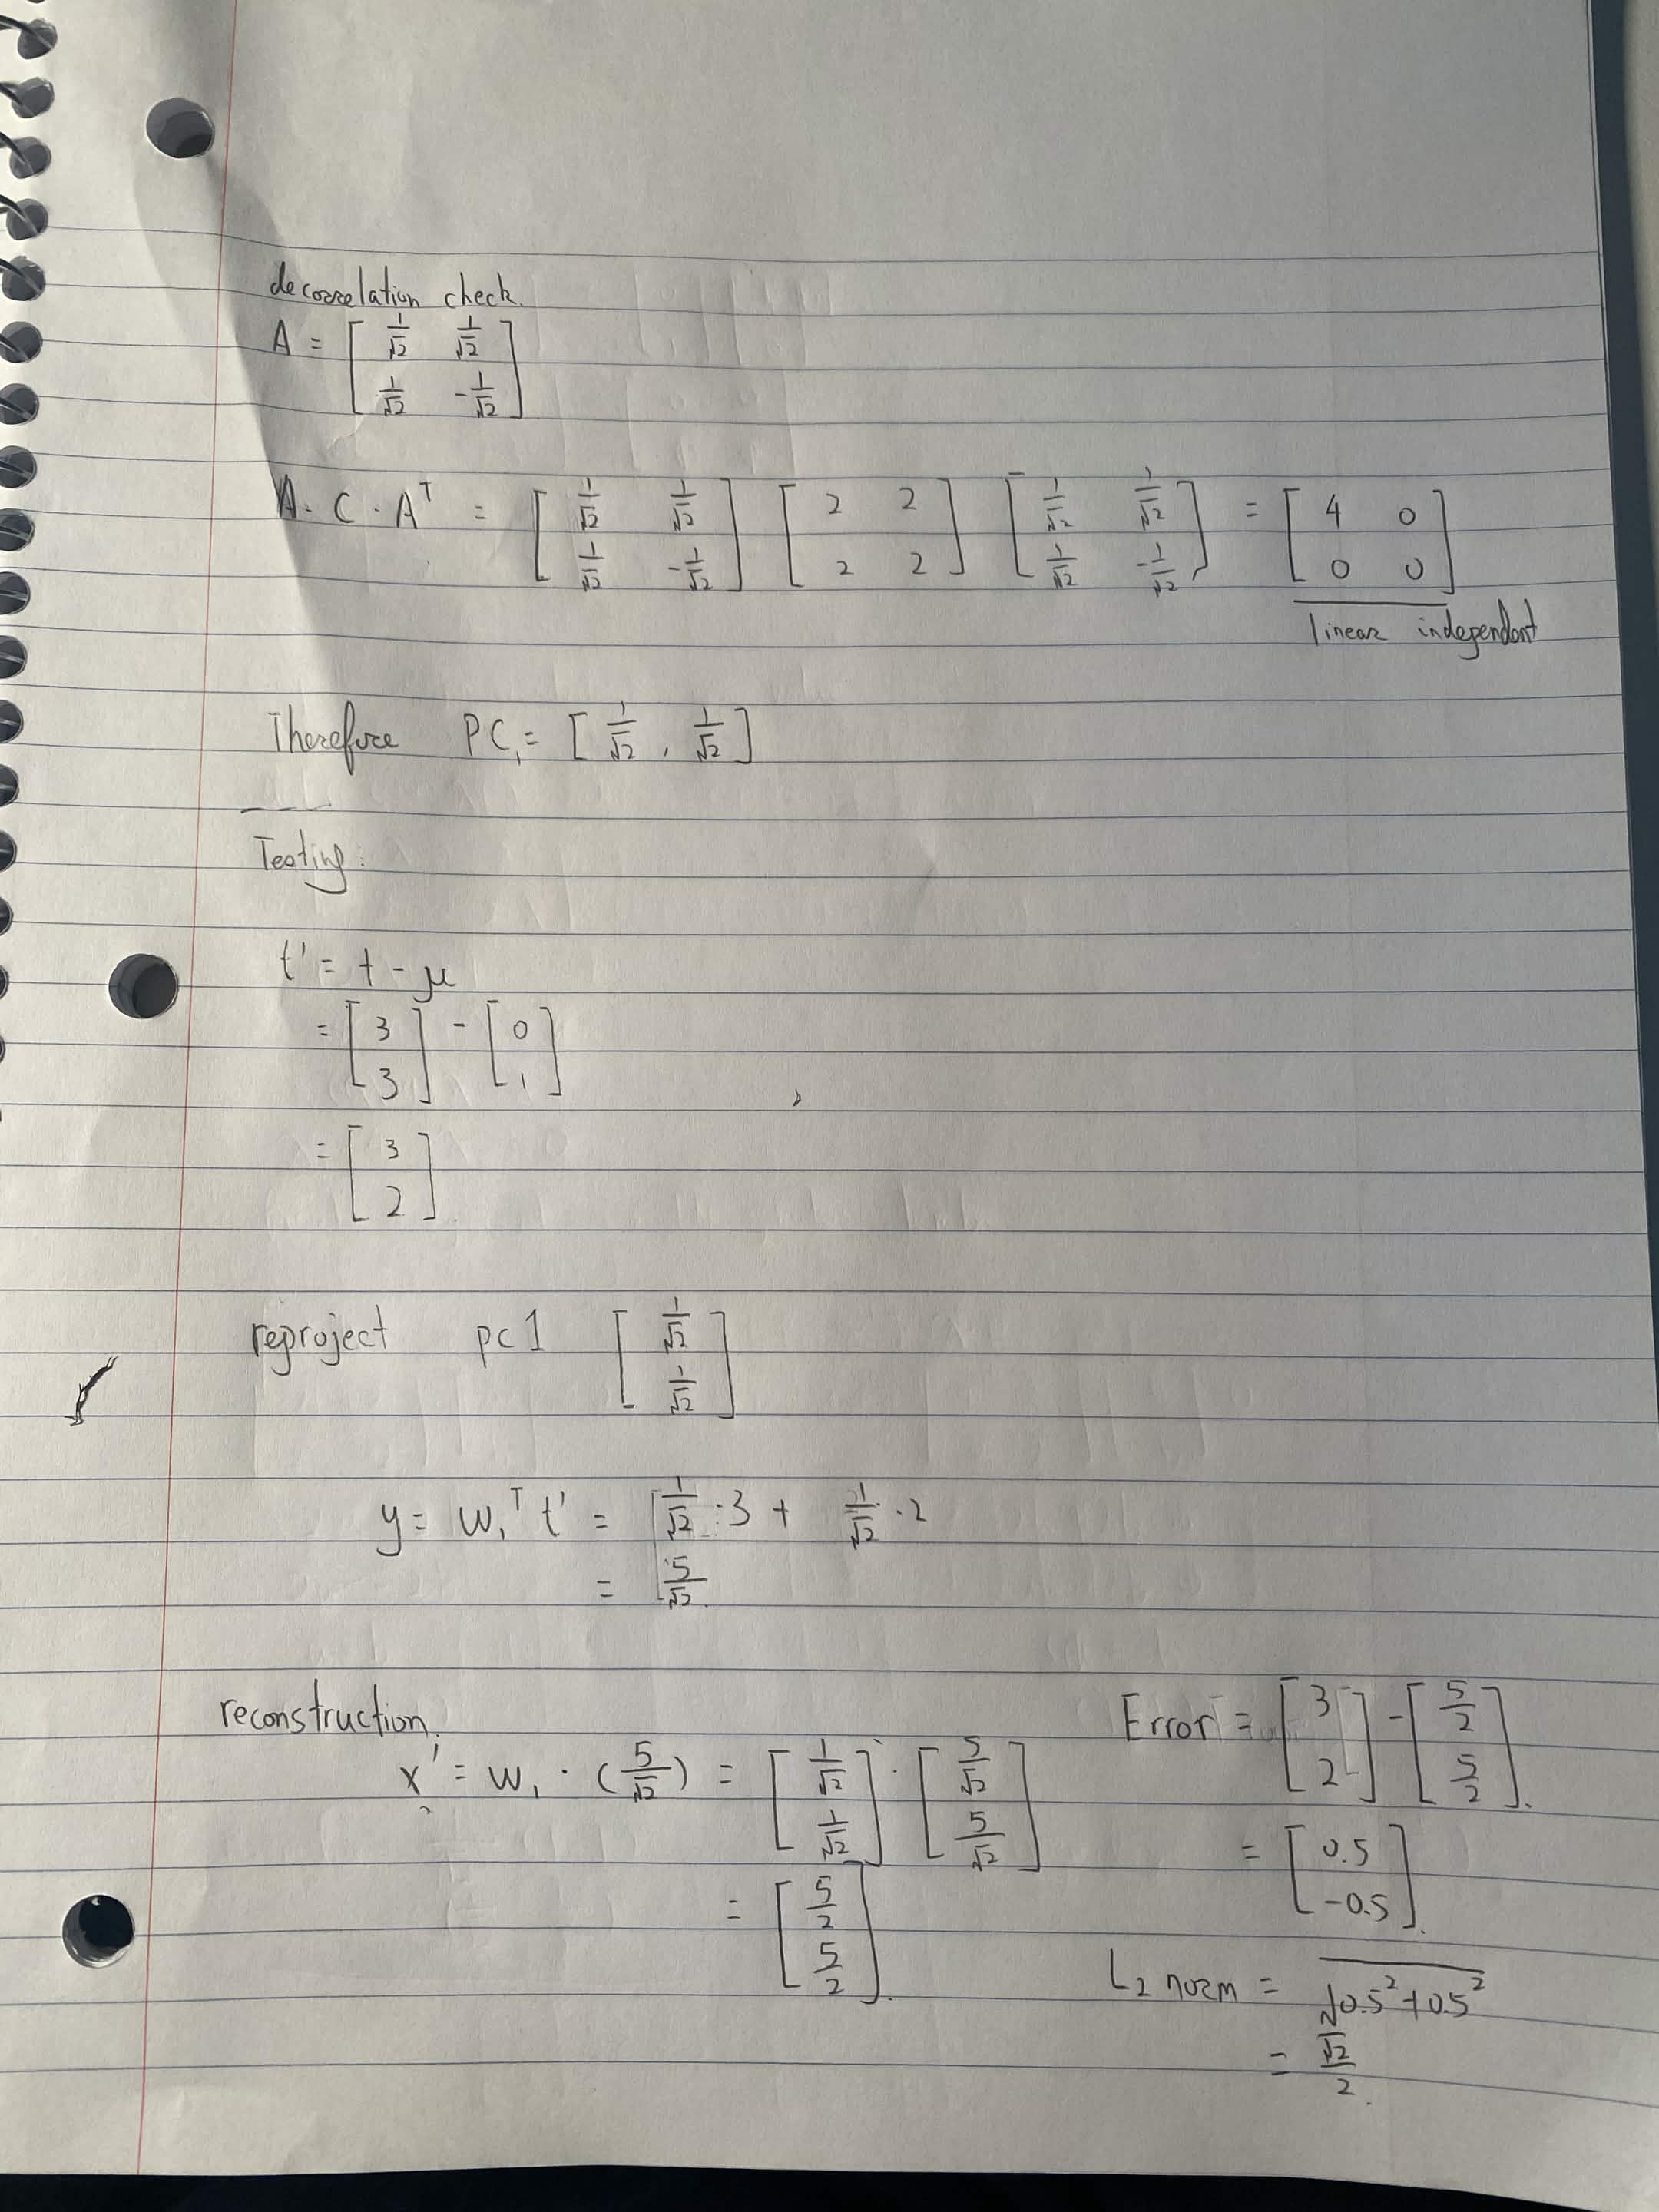 decorrelation check.
A = [ 1/√2 1/√2 ; 1/√2 -1/√2 ]
A · C · Aᵀ = [ 1/√2 1/√2 ; 1/√2 -1/√2 ] [ 2 2 ; 2 2 ] [ 1/√2 1/√2 ; 1/√2 -1/√2 ] = [ 4 0 ; 0 0 ]
linear independent
Therefore PC₁ = [ 1/√2 , 1/√2 ]
Testing:
t' = t - μ
= [ 3 ; 3 ] - [ 0 ; 1 ]
= [ 3 ; 2 ]
reproject pc1 [ 1/√2 ; 1/√2 ]
y = W₁ᵀ t' = 1/√2 · 3 + 1/√2 · 2
= 5/√2
reconstruction.
x' = W₁ · (5/√2) = [ 1/√2 ; 1/√2 ] · [ 5/√2 ; 5/√2 ]
= [ 5/2 ; 5/2 ].
Error = [ 3 ; 2 ] - [ 5/2 ; 5/2 ].
= [ 0.5 ; -0.5 ].
L₂ norm = √0.5² + 0.5²
= √2/2.